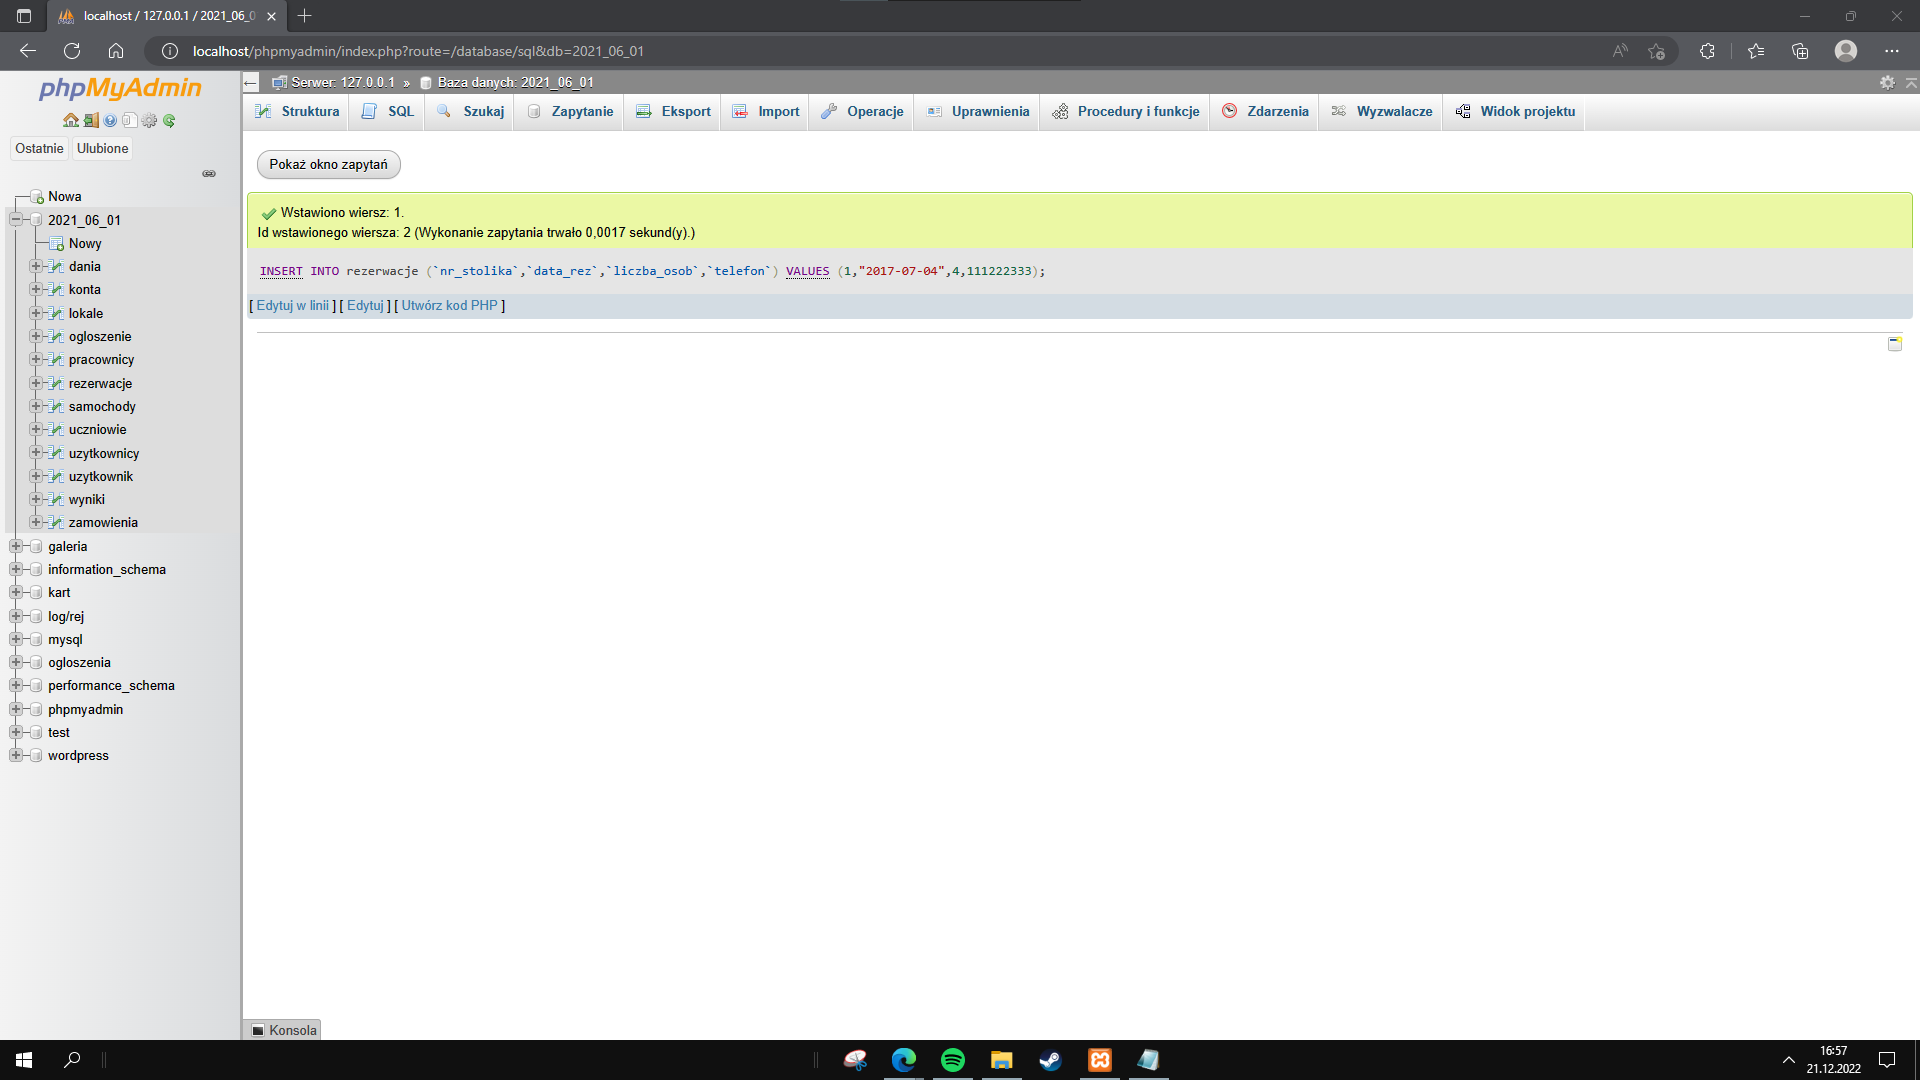 localhost / 127.0.0.1 / 2021_06_0
localhost/phpmyadmin/index.php?route=/database/sql&db=2021_06_01
phpMyAdmin
Ostatnie Ulubione
Nowa
2021_06_01
Nowy
dania
konta
lokale
ogloszenie
pracownicy
rezerwacje
samochody
uczniowie
uzytkownicy
uzytkownik
wyniki
zamowienia
galeria
information_schema
kart
log/rej
mysql
ogloszenia
performance_schema
phpmyadmin
test
wordpress
Serwer: 127.0.0.1 » Baza danych: 2021_06_01
Struktura SQL Szukaj Zapytanie Eksport Import Operacje Uprawnienia Procedury i funkcje Zdarzenia Wyzwalacze Widok projektu
Pokaż okno zapytań
Wstawiono wiersz: 1.
Id wstawionego wiersza: 2 (Wykonanie zapytania trwało 0,0017 sekund(y).)
INSERT INTO rezerwacje (`nr_stolika`,`data_rez`,`liczba_osob`,`telefon`) VALUES (1,"2017-07-04",4,111222333);
[ Edytuj w linii ] [ Edytuj ] [ Utwórz kod PHP ]
Konsola
16:57
21.12.2022